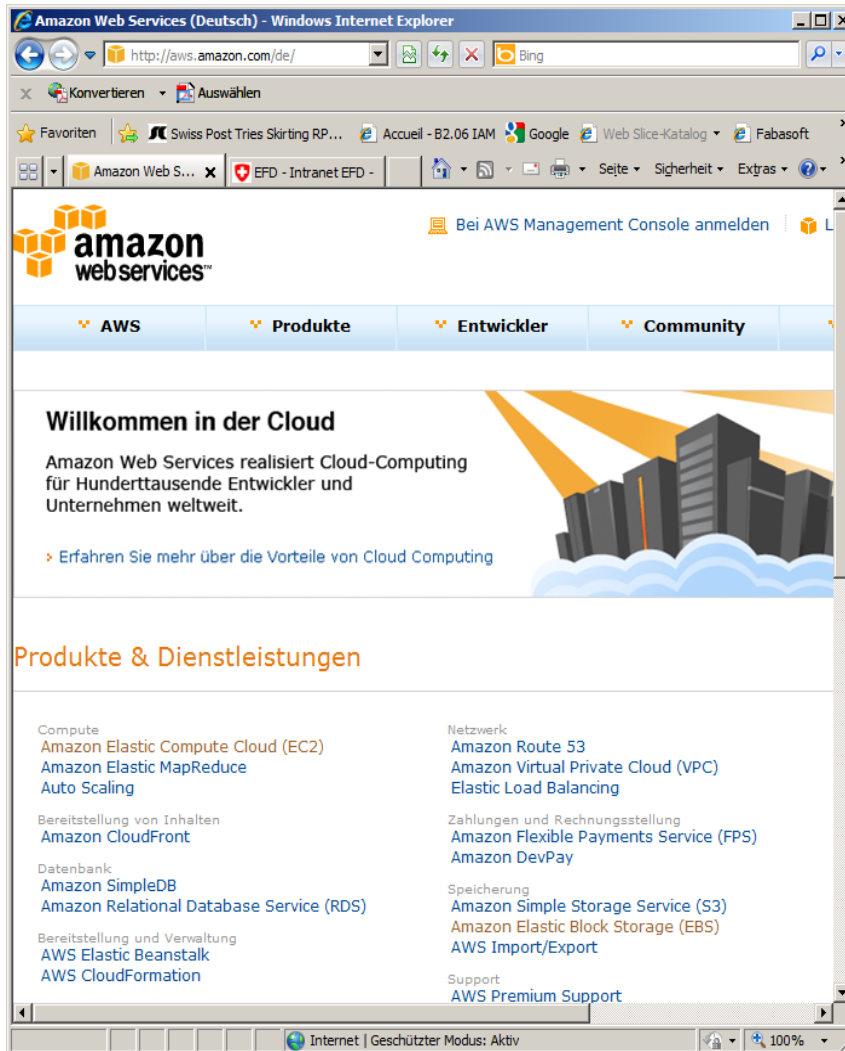 Amazon Web Services (Deutsch) - Windows Internet Explorer
http://aws.amazon.com/de/
Bing
x Konvertieren Auswählen
Favoriten Swiss Post Tries Skirting RP... Accueil - B2.06 IAM Google Web Slice-Katalog Fabasoft
Amazon Web S... EFD - Intranet EFD - Seite Sicherheit Extras
amazon
web services™
Bei AWS Management Console anmelden L
AWS Produkte Entwickler Community
Willkommen in der Cloud
Amazon Web Services realisiert Cloud-Computing
für Hunderttausende Entwickler und
Unternehmen weltweit.
Erfahren Sie mehr über die Vorteile von Cloud Computing
Produkte & Dienstleistungen
Compute
Amazon Elastic Compute Cloud (EC2)
Amazon Elastic MapReduce
Auto Scaling
Bereitstellung von Inhalten
Amazon CloudFront
Datenbank
Amazon SimpleDB
Amazon Relational Database Service (RDS)
Bereitstellung und Verwaltung
AWS Elastic Beanstalk
AWS CloudFormation
Netzwerk
Amazon Route 53
Amazon Virtual Private Cloud (VPC)
Elastic Load Balancing
Zahlungen und Rechnungsstellung
Amazon Flexible Payments Service (FPS)
Amazon DevPay
Speicherung
Amazon Simple Storage Service (S3)
Amazon Elastic Block Storage (EBS)
AWS Import/Export
Support
AWS Premium Support
Internet | Geschützter Modus: Aktiv
100%